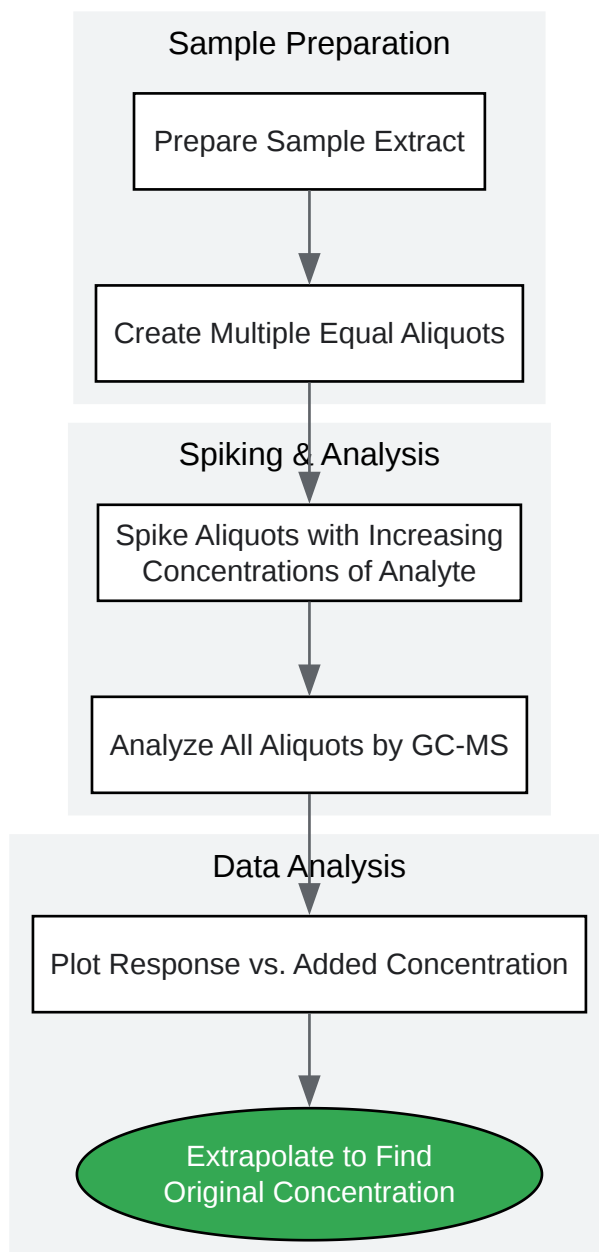 Sample Preparation
Prepare Sample Extract
Create Multiple Equal Aliquots
Spiking & Analysis
Spike Aliquots with Increasing
Concentrations of Analyte
Analyze All Aliquots by GC-MS
Data Analysis
Plot Response vs. Added Concentration
Extrapolate to Find
Original Concentration